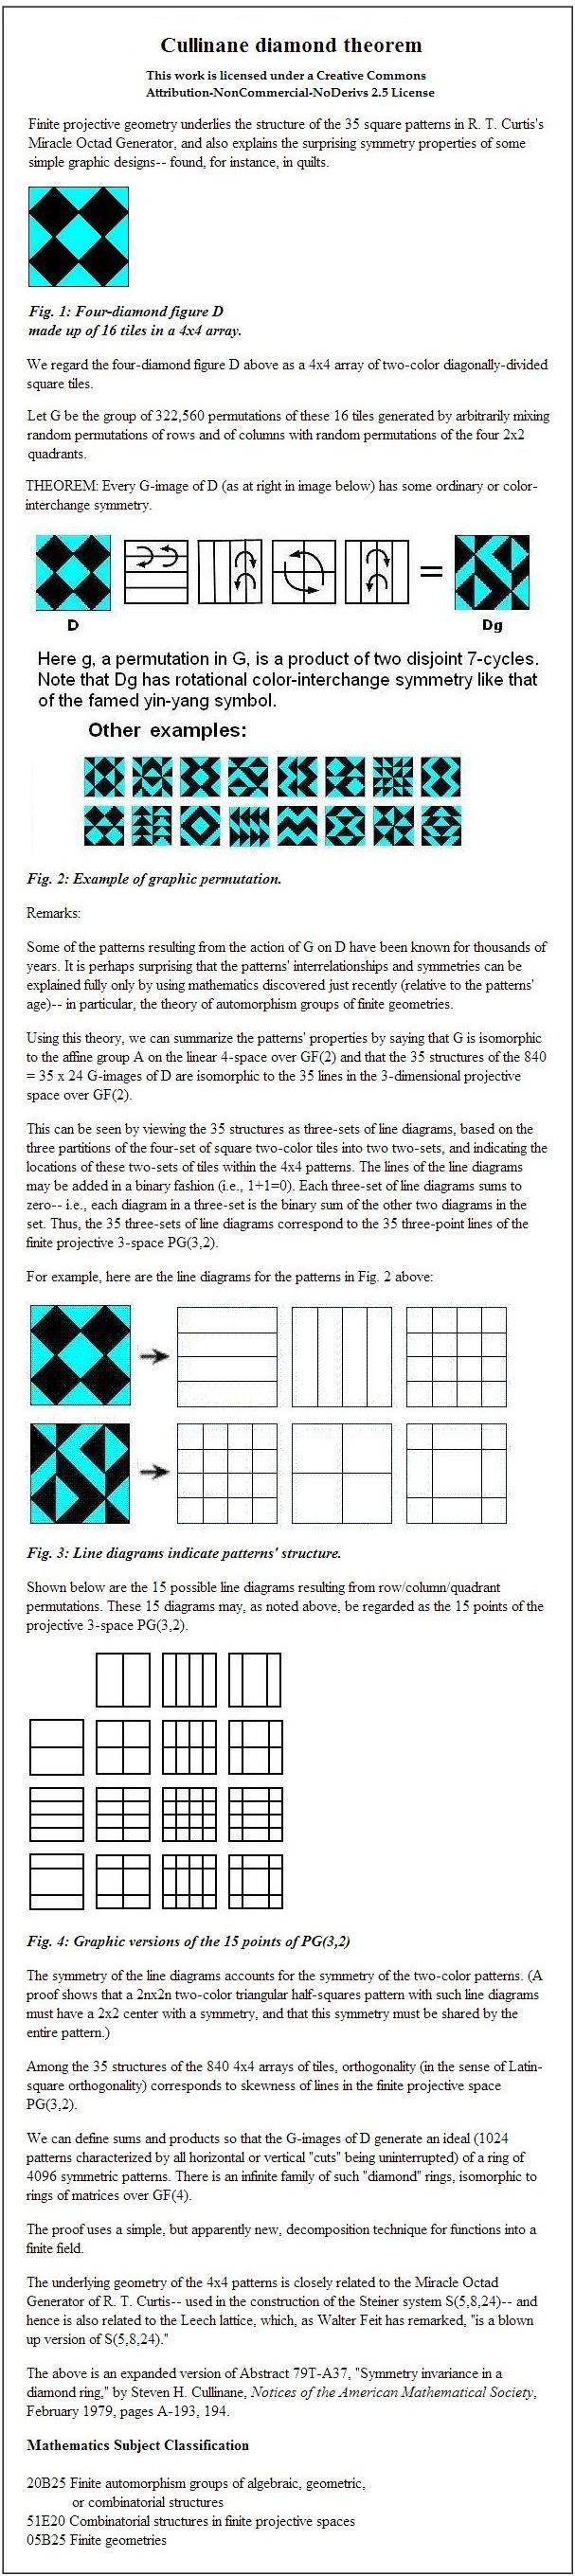 Cullinane diamond theorem
This work is licensed under a Creative Commons
Attribution-NonCommercial-NoDerivs 2.5 License
Finite projective geometry underlies the structure of the 35 square patterns in R. T. Curtis's
Miracle Octad Generator, and also explains the surprising symmetry properties of some
simple graphic designs-- found, for instance, in quilts.
Fig. 1: Four-diamond figure D
made up of 16 tiles in a 4x4 array.
We regard the four-diamond figure D above as a 4x4 array of two-color diagonally-divided
square tiles.
Let G be the group of 322,560 permutations of these 16 tiles generated by arbitrarily mixing
random permutations of rows and of columns with random permutations of the four 2x2
quadrants.
THEOREM: Every G-image of D (as at right in image below) has some ordinary or color-
interchange symmetry.
=
D
Dg
Here g, a permutation in G, is a product of two disjoint 7-cycles.
Note that Dg has rotational color-interchange symmetry like that
of the famed yin-yang symbol.
Other examples:
Fig. 2: Example of graphic permutation.
Remarks:
Some of the patterns resulting from the action of G on D have been known for thousands of
years. It is perhaps surprising that the patterns' interrelationships and symmetries can be
explained fully only by using mathematics discovered just recently (relative to the patterns'
age)-- in particular, the theory of automorphism groups of finite geometries.
Using this theory, we can summarize the patterns' properties by saying that G is isomorphic
to the affine group A on the linear 4-space over GF(2) and that the 35 structures of the 840
= 35 x 24 G-images of D are isomorphic to the 35 lines in the 3-dimensional projective
space over GF(2).
This can be seen by viewing the 35 structures as three-sets of line diagrams, based on the
three partitions of the four-set of square two-color tiles into two two-sets, and indicating the
locations of these two-sets of tiles within the 4x4 patterns. The lines of the line diagrams
may be added in a binary fashion (i.e., 1+1=0). Each three-set of line diagrams sums to
zero-- i.e., each diagram in a three-set is the binary sum of the other two diagrams in the
set. Thus, the 35 three-sets of line diagrams correspond to the 35 three-point lines of the
finite projective 3-space PG(3,2).
For example, here are the line diagrams for the patterns in Fig. 2 above:
Fig. 3: Line diagrams indicate patterns' structure.
Shown below are the 15 possible line diagrams resulting from row/column/quadrant
permutations. These 15 diagrams may, as noted above, be regarded as the 15 points of the
projective 3-space PG(3,2).
Fig. 4: Graphic versions of the 15 points of PG(3,2)
The symmetry of the line diagrams accounts for the symmetry of the two-color patterns. (A
proof shows that a 2nx2n two-color triangular half-squares pattern with such line diagrams
must have a 2x2 center with a symmetry, and that this symmetry must be shared by the
entire pattern.)
Among the 35 structures of the 840 4x4 arrays of tiles, orthogonality (in the sense of Latin-
square orthogonality) corresponds to skewness of lines in the finite projective space
PG(3,2).
We can define sums and products so that the G-images of D generate an ideal (1024
patterns characterized by all horizontal or vertical "cuts" being uninterrupted) of a ring of
4096 symmetric patterns. There is an infinite family of such "diamond" rings, isomorphic to
rings of matrices over GF(4).
The proof uses a simple, but apparently new, decomposition technique for functions into a
finite field.
The underlying geometry of the 4x4 patterns is closely related to the Miracle Octad
Generator of R. T. Curtis-- used in the construction of the Steiner system S(5,8,24)-- and
hence is also related to the Leech lattice, which, as Walter Feit has remarked, "is a blown
up version of S(5,8,24)."
The above is an expanded version of Abstract 79T-A37, "Symmetry invariance in a
diamond ring," by Steven H. Cullinane, Notices of the American Mathematical Society,
February 1979, pages A-193, 194.
Mathematics Subject Classification
20B25 Finite automorphism groups of algebraic, geometric,
or combinatorial structures
51E20 Combinatorial structures in finite projective spaces
05B25 Finite geometries